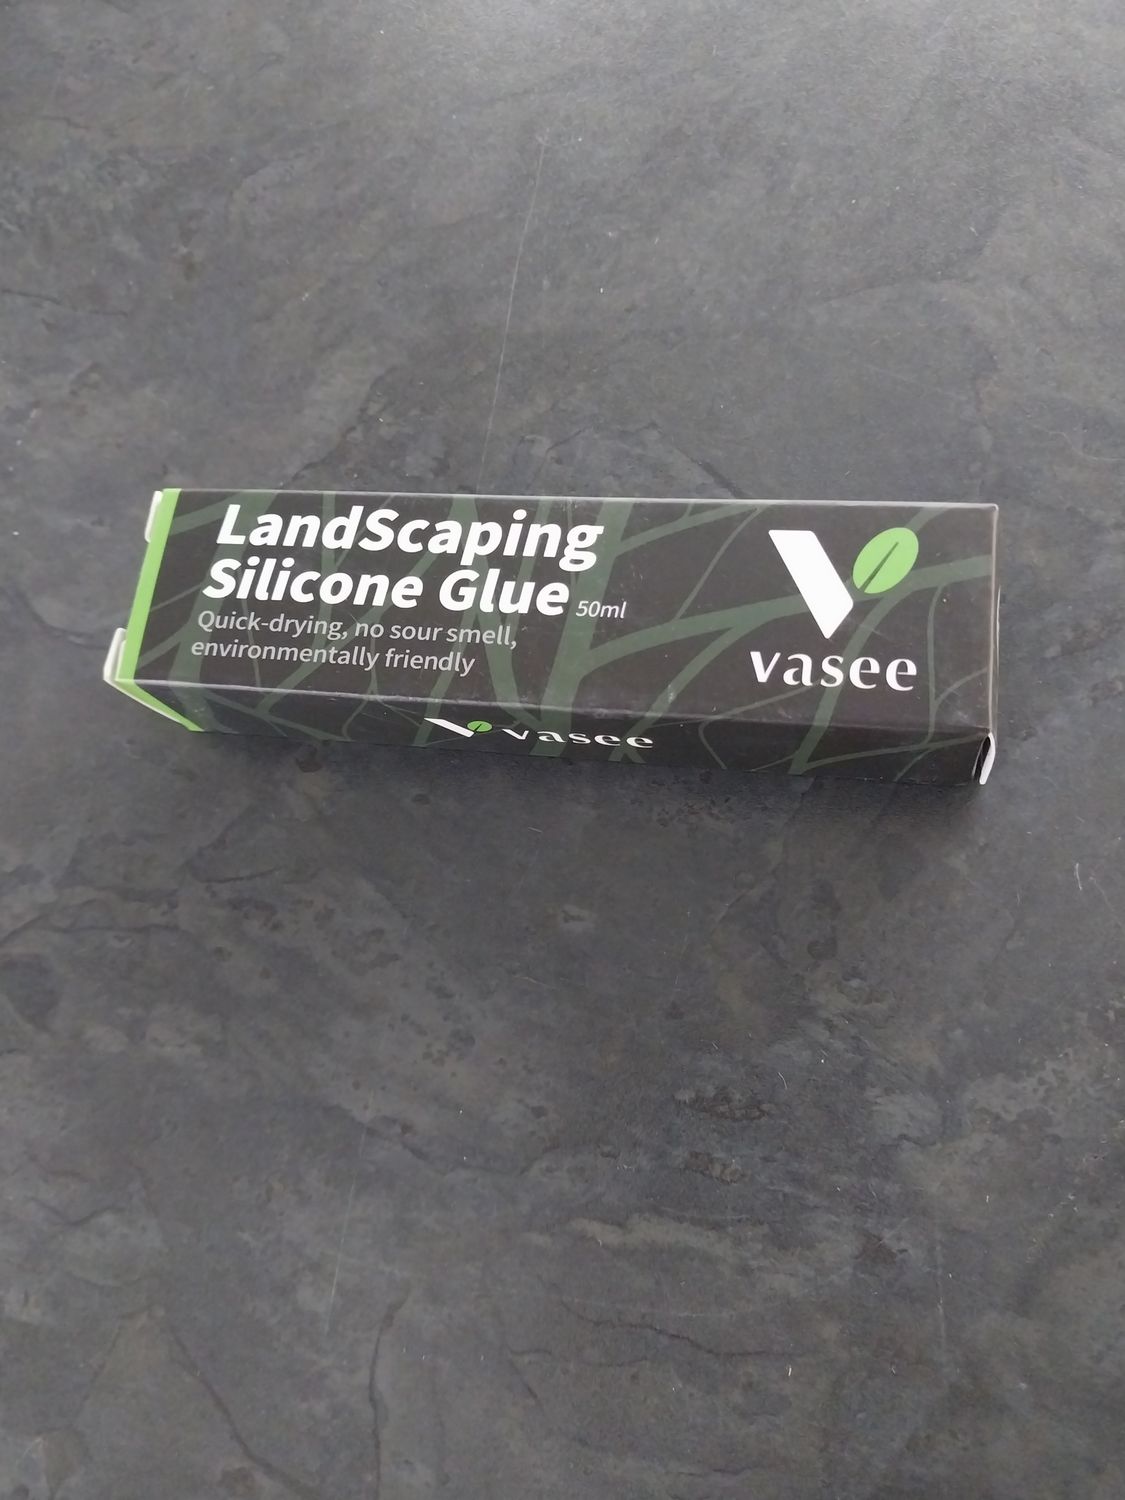 LandScaping
Silicone Glue 50ml
Quick-drying, no sour smell,
environmentally friendly
vasee
vasee